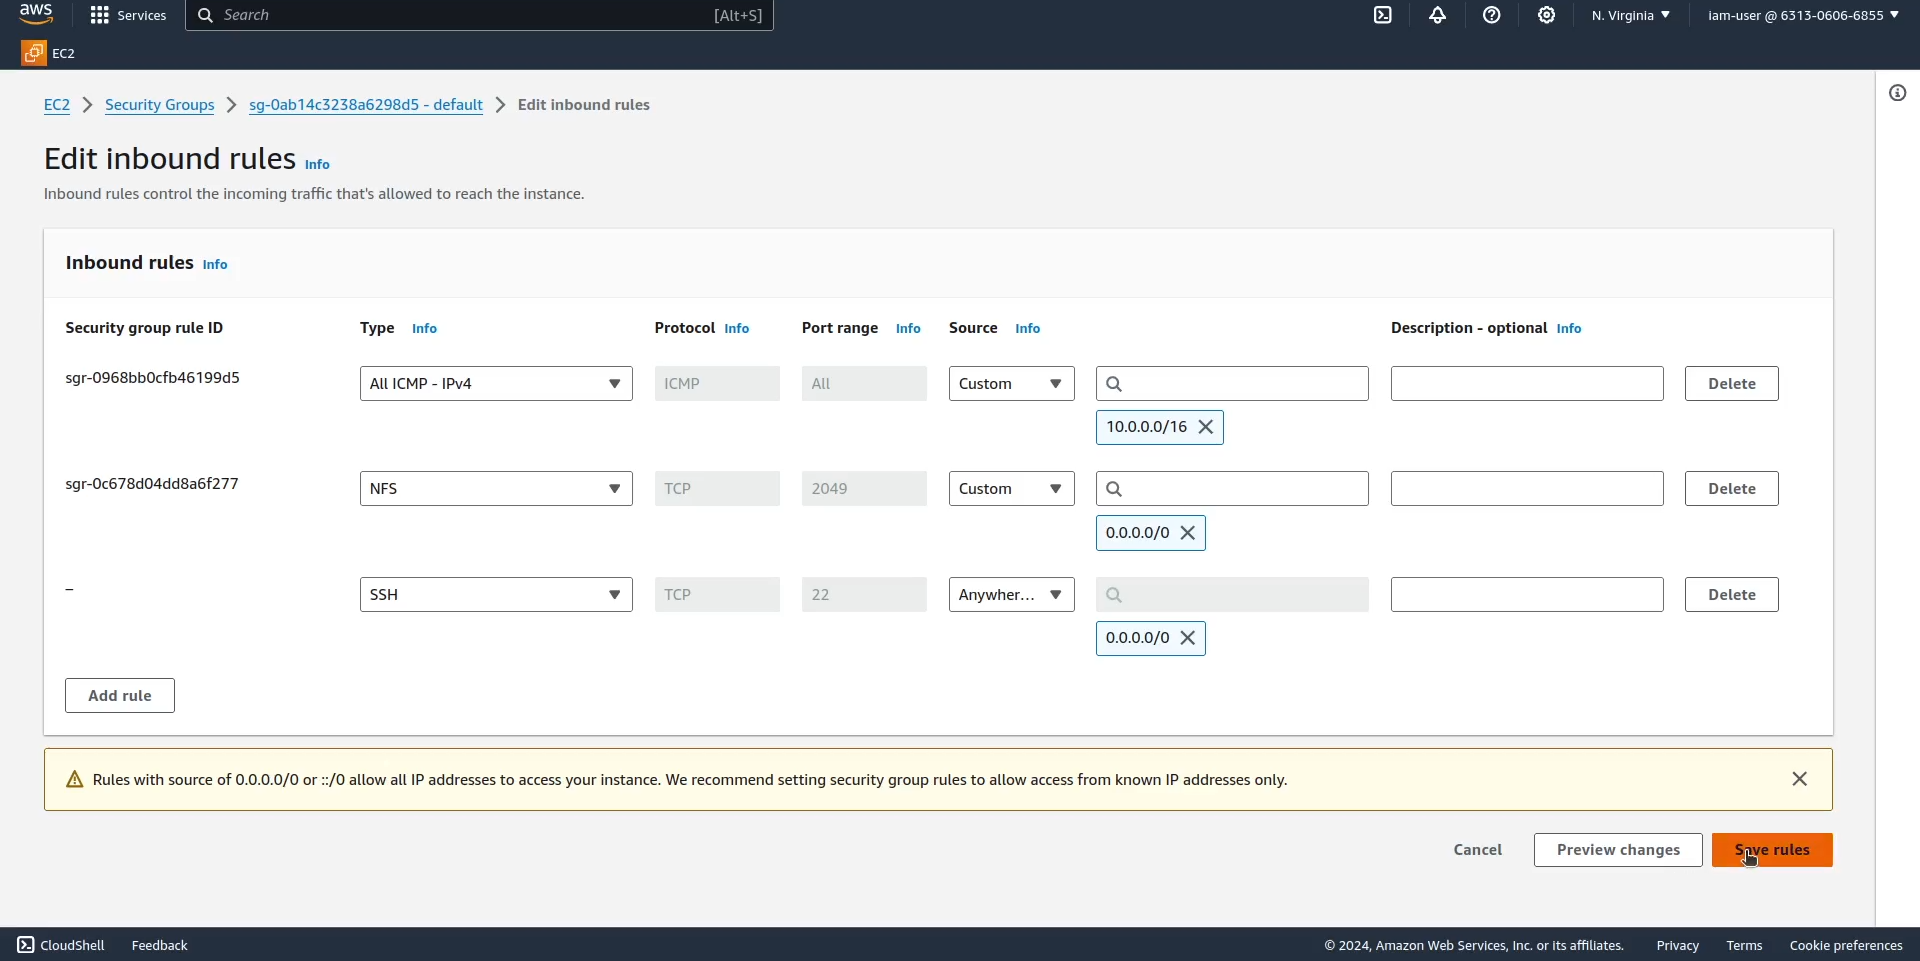 aws
Services
Search
[Alt+S]
N. Virginia
iam-user @ 6313-0606-6855
EC2
EC2 Security Groups sg-0ab14c3238a6298d5 - default Edit inbound rules
Edit inbound rules Info
Inbound rules control the incoming traffic that's allowed to reach the instance.
Inbound rules Info
Security group rule ID Type Info Protocol Info Port range Info Source Info Description - optional Info
sgr-0968bb0cfb46199d5 All ICMP - IPv4 ICMP All Custom Delete
10.0.0.0/16
sgr-0c678d04dd8a6f277 NFS TCP 2049 Custom Delete
0.0.0.0/0
– SSH TCP 22 Anywher... Delete
0.0.0.0/0
Add rule
Rules with source of 0.0.0.0/0 or ::/0 allow all IP addresses to access your instance. We recommend setting security group rules to allow access from known IP addresses only.
Cancel Preview changes Save rules
CloudShell Feedback © 2024, Amazon Web Services, Inc. or its affiliates. Privacy Terms Cookie preferences